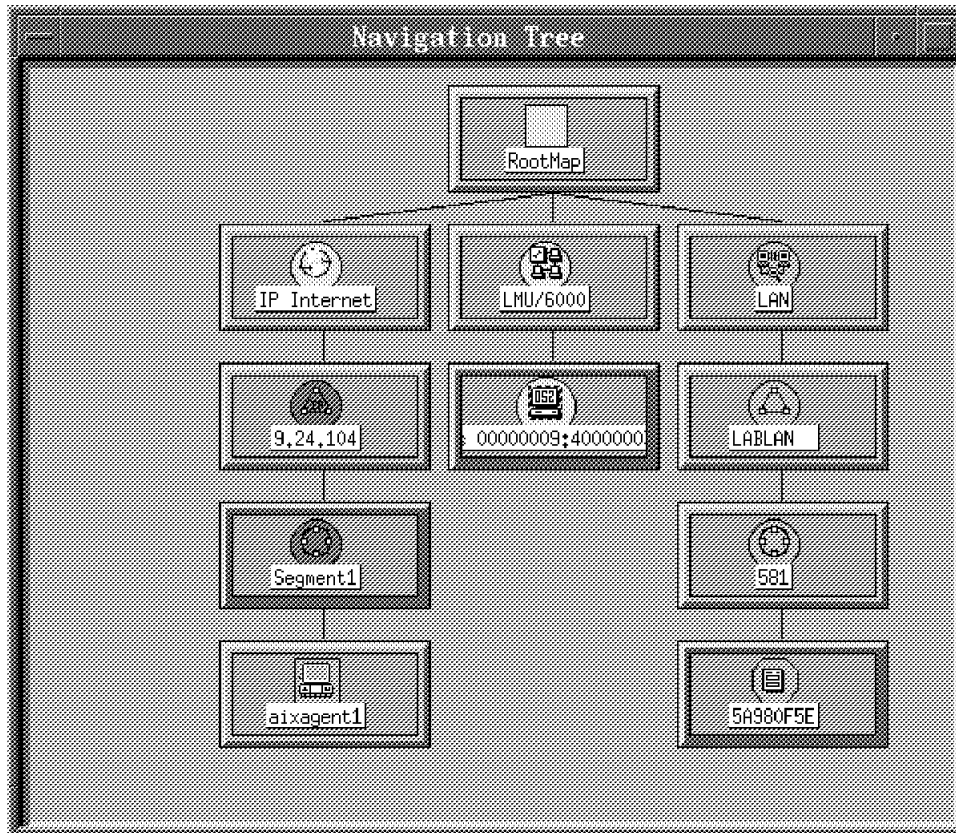 Navigation Tree
RootMap
IP Internet
LMU/6000
LAN
9.24.104
00000009:4000000
LABLAN
Segment1
581
aixagent1
5A980F5E